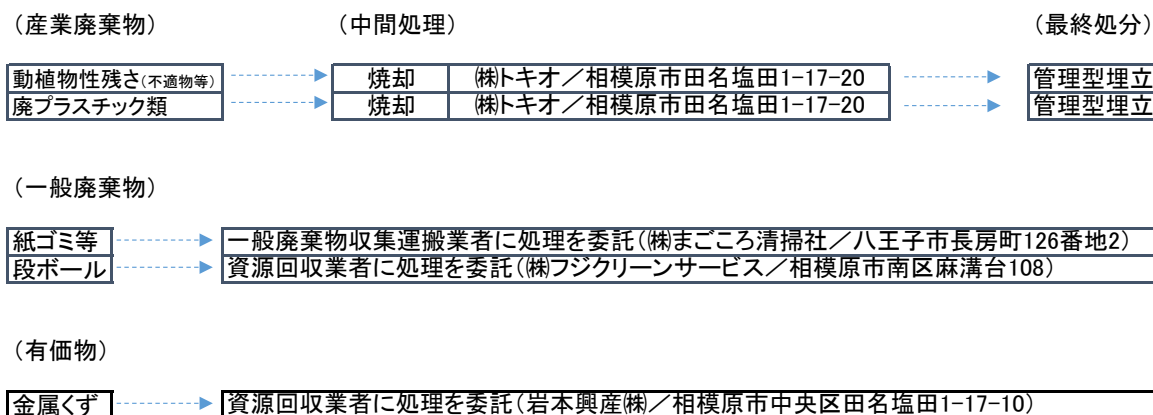 （産業廃棄物） （中間処理） （最終処分）
動植物性残さ(不適物等) 焼却 ㈱トキオ／相模原市田名塩田1-17-20 管理型埋立
廃プラスチック類 焼却 ㈱トキオ／相模原市田名塩田1-17-20 管理型埋立
（一般廃棄物）
紙ゴミ等 一般廃棄物収集運搬業者に処理を委託（㈱まごころ清掃社／八王子市長房町126番地2）
段ボール 資源回収業者に処理を委託（㈱フジクリーンサービス／相模原市南区麻溝台108）
（有価物）
金属くず 資源回収業者に処理を委託（岩本興産㈱／相模原市中央区田名塩田1-17-10）